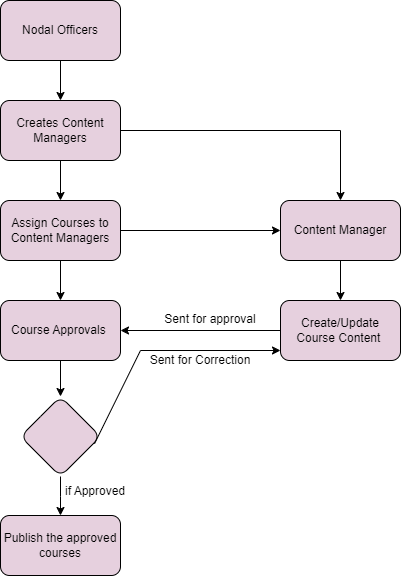 Nodal Officers
Creates Content
Managers
Assign Courses to
Content Managers
Content Manager
Course Approvals
Sent for approval
Create/Update
Course Content
Sent for Correction
if Approved
Publish the approved
courses